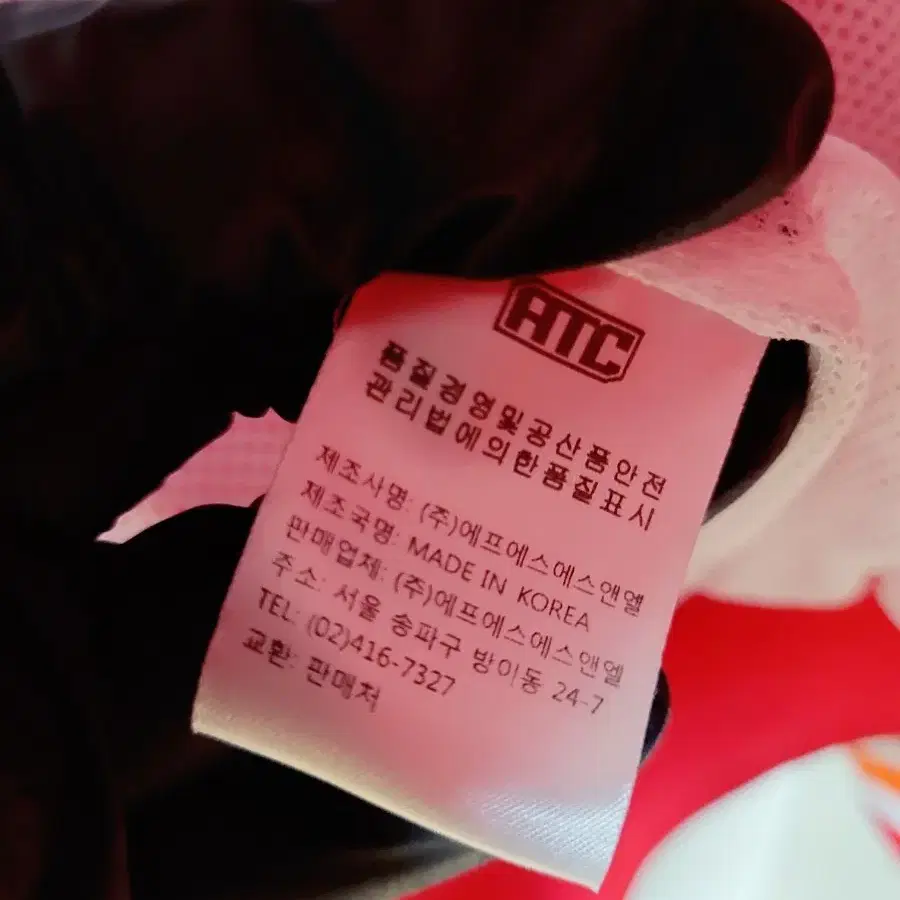 ATC
품질경영및공산품안전
관리법에의한품질표시
제조사명: (주)에프에스에스앤엘
제조국명: MADE IN KOREA
판매업체: (주)에프에스에스앤엘
주소: 서울 송파구 방이동 24-7
TEL: (02)416-7327
교환: 판매처